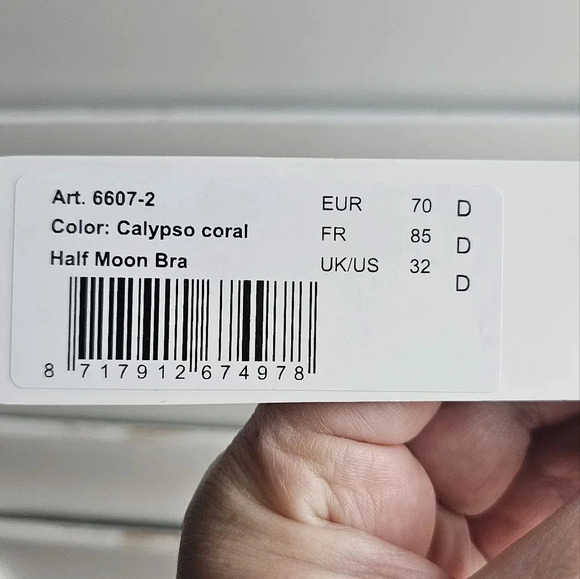 Art. 6607-2
Color: Calypso coral
Half Moon Bra
EUR 70 D
FR 85 D
UK/US 32 D
8 717912 674978